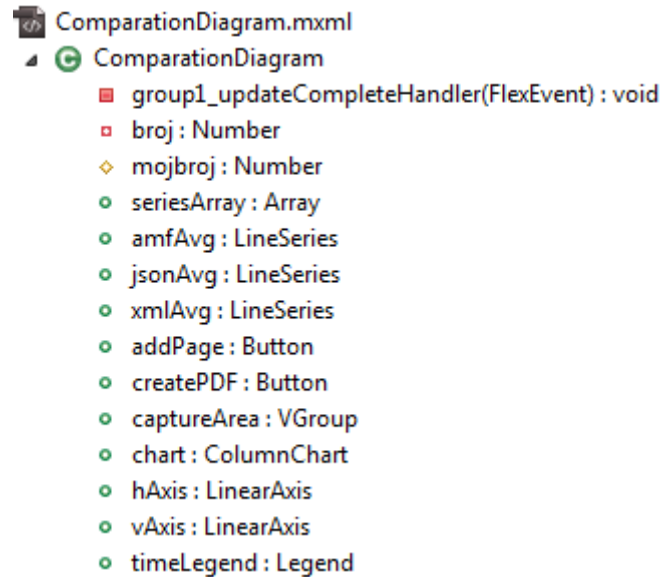 ComparationDiagram.mxml
ComparationDiagram
group1_updateCompleteHandler(FlexEvent) : void
broj : Number
mojbroj : Number
seriesArray : Array
amfAvg : LineSeries
jsonAvg : LineSeries
xmlAvg : LineSeries
addPage : Button
createPDF : Button
captureArea : VGroup
chart : ColumnChart
hAxis : LinearAxis
vAxis : LinearAxis
timeLegend : Legend